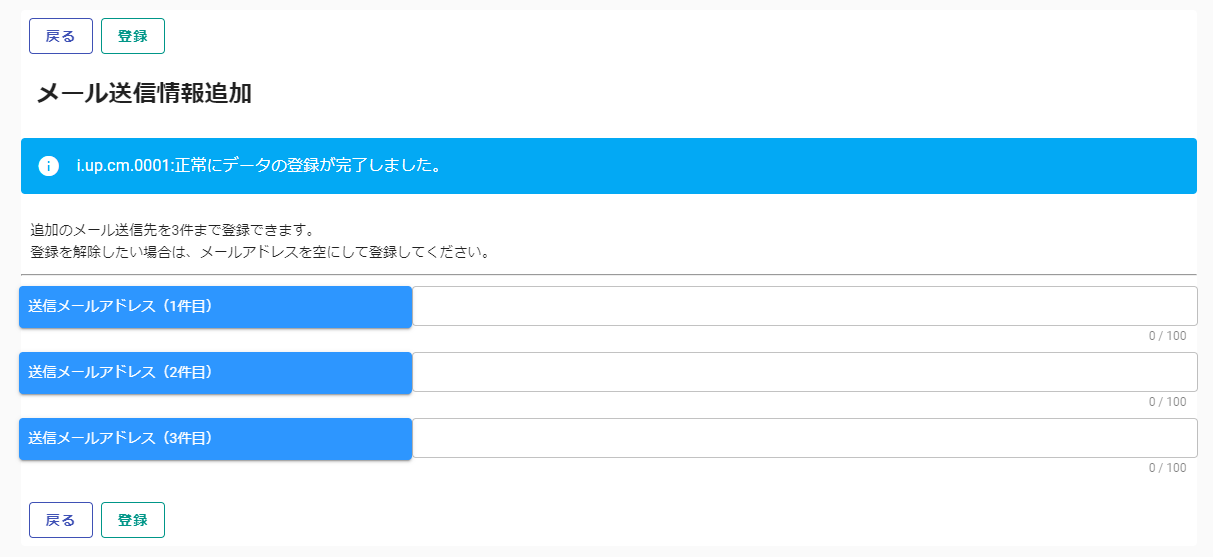 戻る 登録
メール送信情報追加
i.up.cm.0001:正常にデータの登録が完了しました。
追加のメール送信先を3件まで登録できます。
登録を解除したい場合は、メールアドレスを空にして登録してください。
送信メールアドレス（1件目）
0 / 100
送信メールアドレス（2件目）
0 / 100
送信メールアドレス（3件目）
0 / 100
戻る 登録